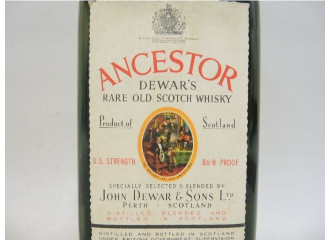 ANCESTOR
DEWAR'S
RARE OLD SCOTCH WHISKY
Product of Scotland
U.S. STRENGTH 86·8 PROOF
SPECIALLY SELECTED & BLENDED BY
JOHN DEWAR & SONS LTD
PERTH - SCOTLAND
DISTILLED BLENDED AND
BOTTLED IN SCOTLAND
DISTILLED AND BOTTLED IN SCOTLAND
UNDER BRITISH GOVERNMENT SUPERVISION